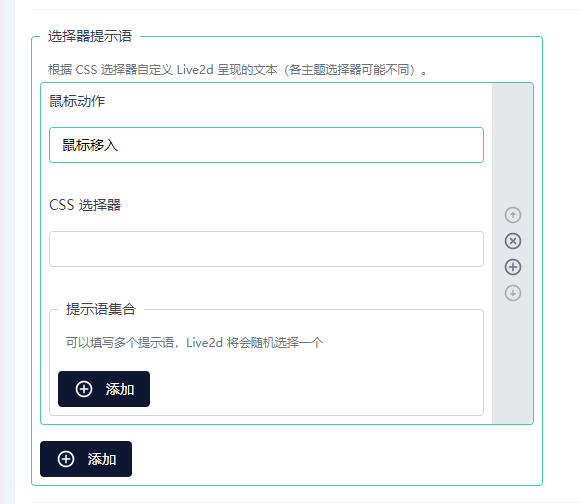 选择器提示语
根据 CSS 选择器自定义 Live2d 呈现的文本（各主题选择器可能不同）。
鼠标动作
鼠标移入
CSS 选择器
提示语集合
可以填写多个提示语，Live2d 将会随机选择一个
添加
添加